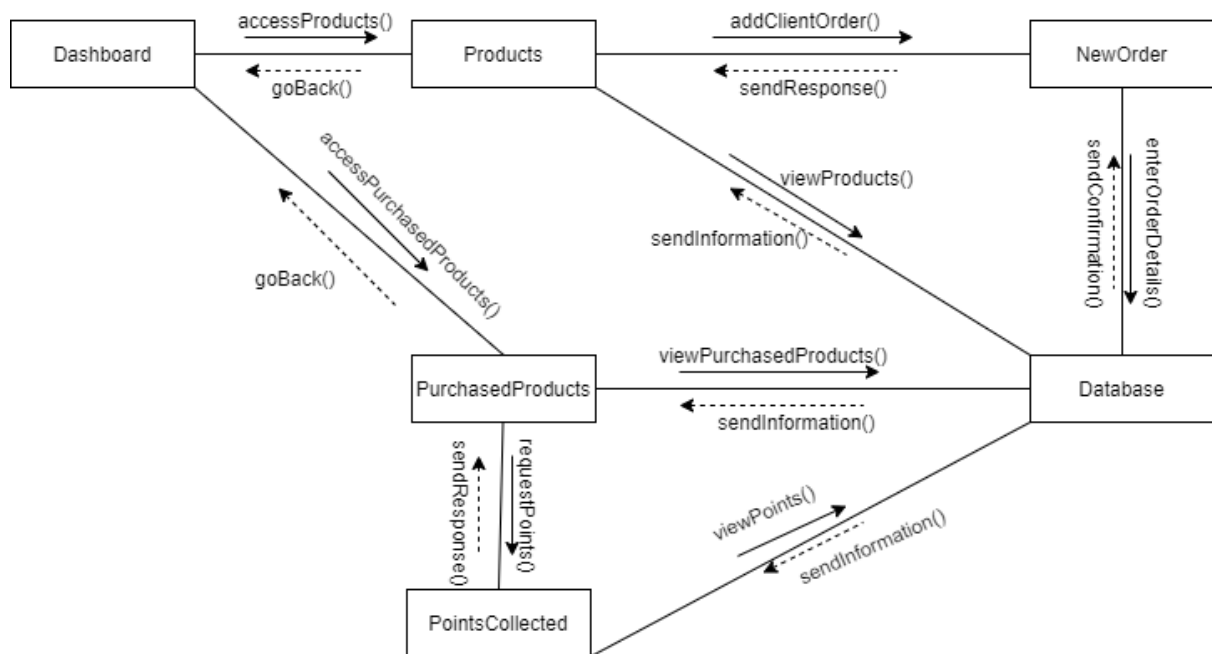 accessProducts()
addClientOrder()
Dashboard
Products
NewOrder
goBack()
sendResponse()
accessPurchasedProducts()
viewProducts()
sendInformation()
goBack()
sendConfirmation()
enterOrderDetails()
viewPurchasedProducts()
PurchasedProducts
Database
sendInformation()
sendResponse()
requestPoints()
viewPoints()
sendInformation()
PointsCollected